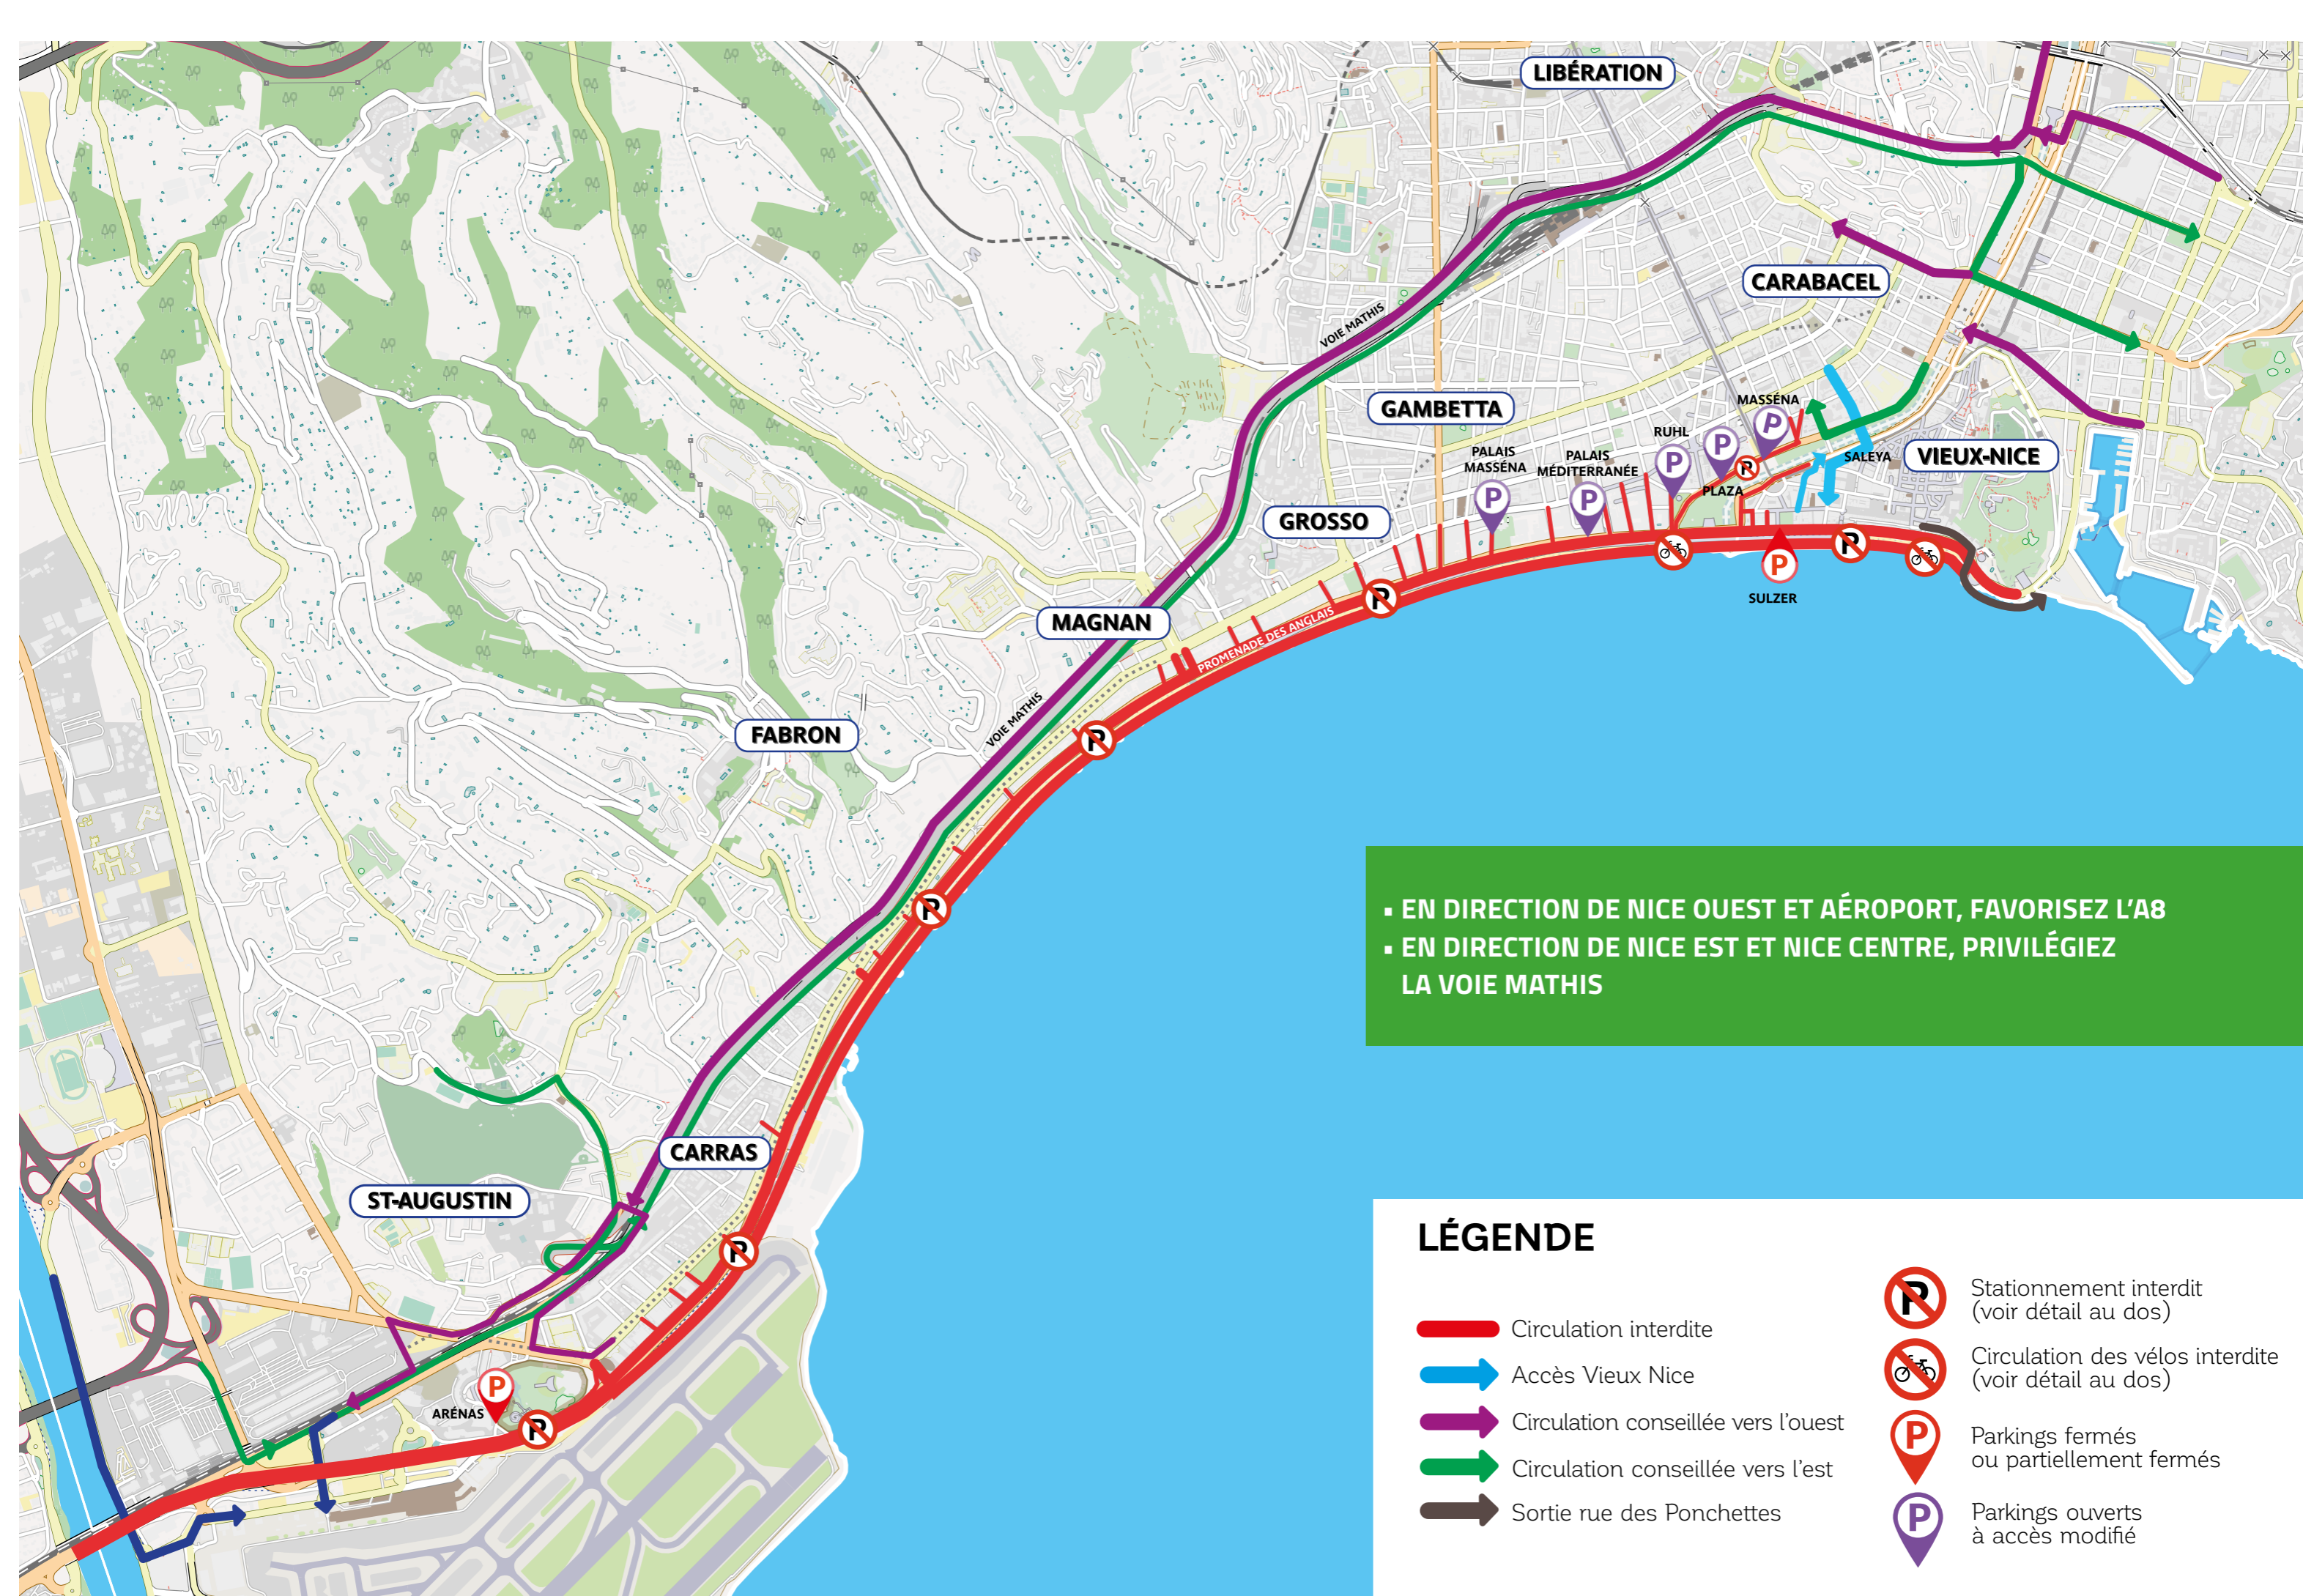 LIBÉRATION
CARABACEL
VOIE MATHIS
GAMBETTA
MASSÉNA
RUHL
PALAIS
MASSÉNA
PALAIS
MÉDITERRANÉE
SALEYA
VIEUX-NICE
PLAZA
GROSSO
P
P
P
P
P
P
P
P
P
SULZER
PROMENADE DES ANGLAIS
MAGNAN
VOIE MATHIS
FABRON
P
P
▪ EN DIRECTION DE NICE OUEST ET AÉROPORT, FAVORISEZ L'A8
▪ EN DIRECTION DE NICE EST ET NICE CENTRE, PRIVILÉGIEZ
LA VOIE MATHIS
CARRAS
ST-AUGUSTIN
P
P
ARÉNAS
P
LÉGENDE
Circulation interdite
Accès Vieux Nice
Circulation conseillée vers l'ouest
Circulation conseillée vers l'est
Sortie rue des Ponchettes
P
Stationnement interdit
(voir détail au dos)
Circulation des vélos interdite
(voir détail au dos)
P
Parkings fermés
ou partiellement fermés
P
Parkings ouverts
à accès modifié